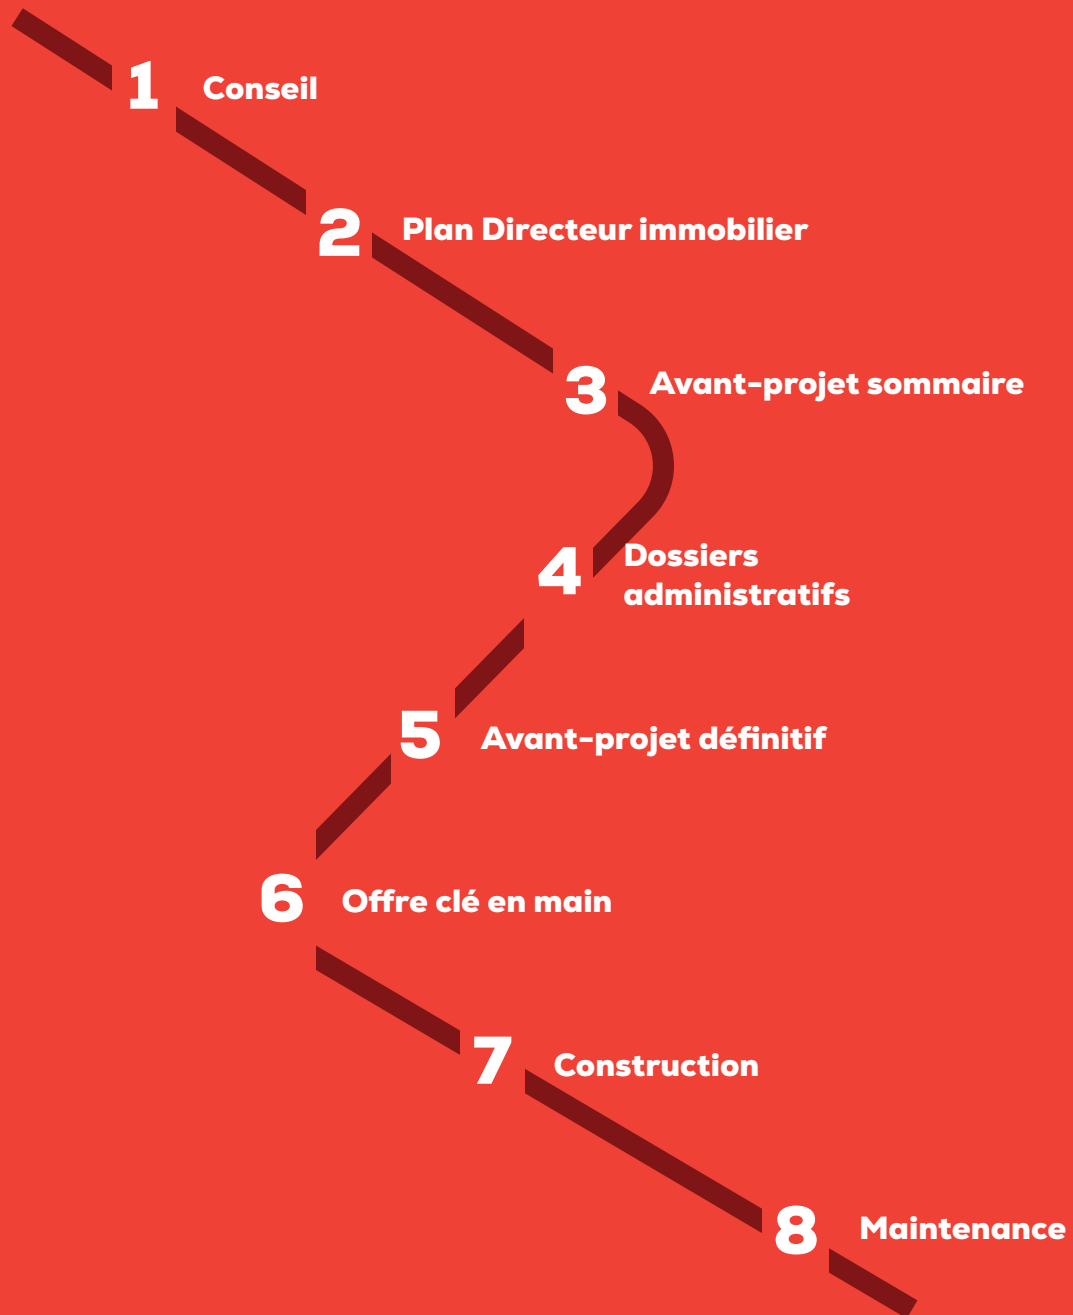 1 Conseil
2 Plan Directeur immobilier
3 Avant-projet sommaire
4 Dossiers
administratifs
5 Avant-projet définitif
6 Offre clé en main
7 Construction
8 Maintenance